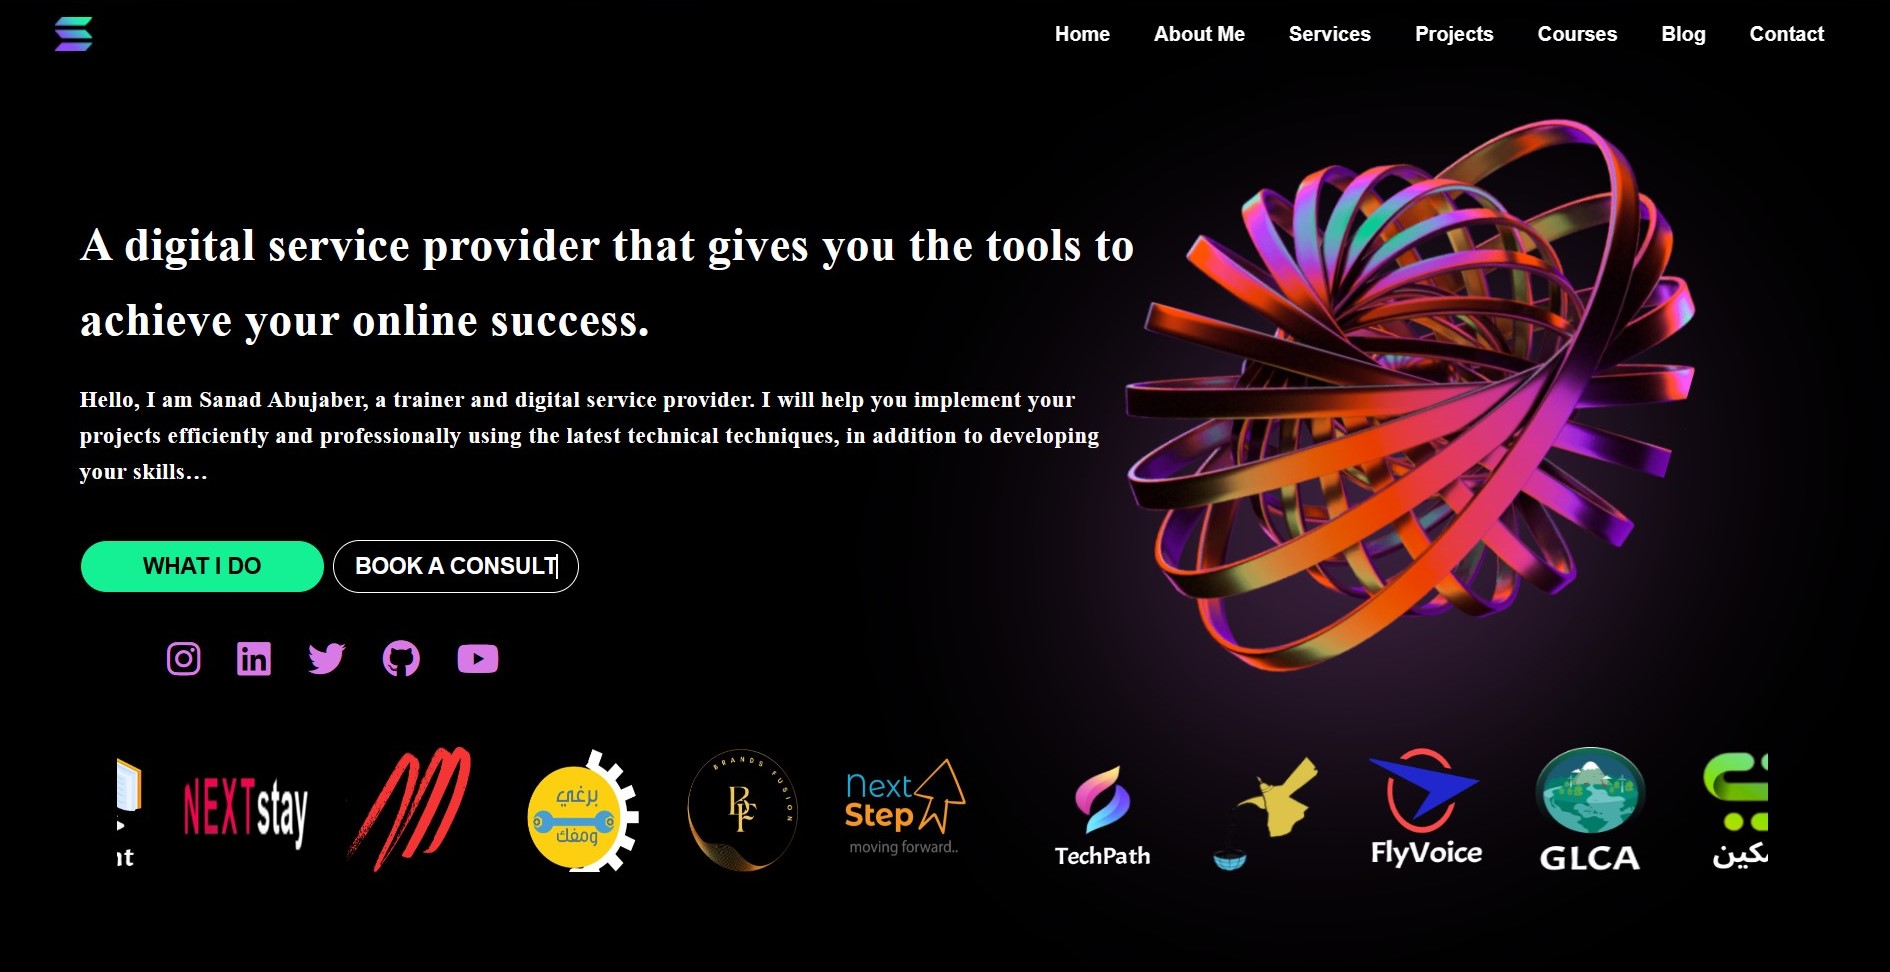 Home About Me Services Projects Courses Blog Contact
A digital service provider that gives you the tools to
achieve your online success.
Hello, I am Sanad Abujaber, a trainer and digital service provider. I will help you implement your
projects efficiently and professionally using the latest technical techniques, in addition to developing
your skills...
WHAT I DO BOOK A CONSULT
nt
NEXTstay
برغي
ومفك
BRANDS FUSION
BF
Next
Step
moving forward..
TechPath
FlyVoice
GLCA
كين